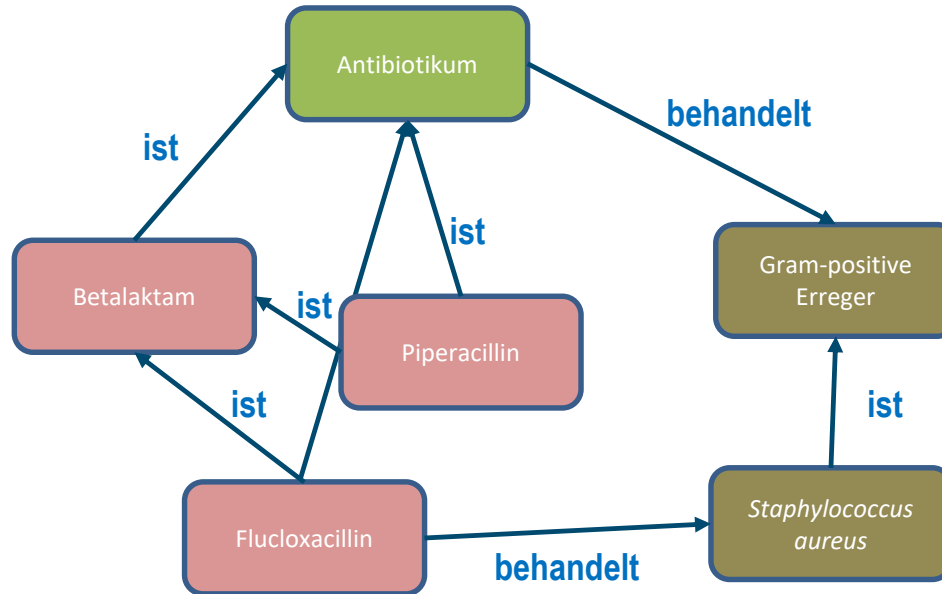 Antibiotikum
behandelt
ist
ist
Gram-positive
Erreger
Betalaktam
ist
Piperacillin
ist
ist
Staphylococcus
aureus
Flucloxacillin
behandelt